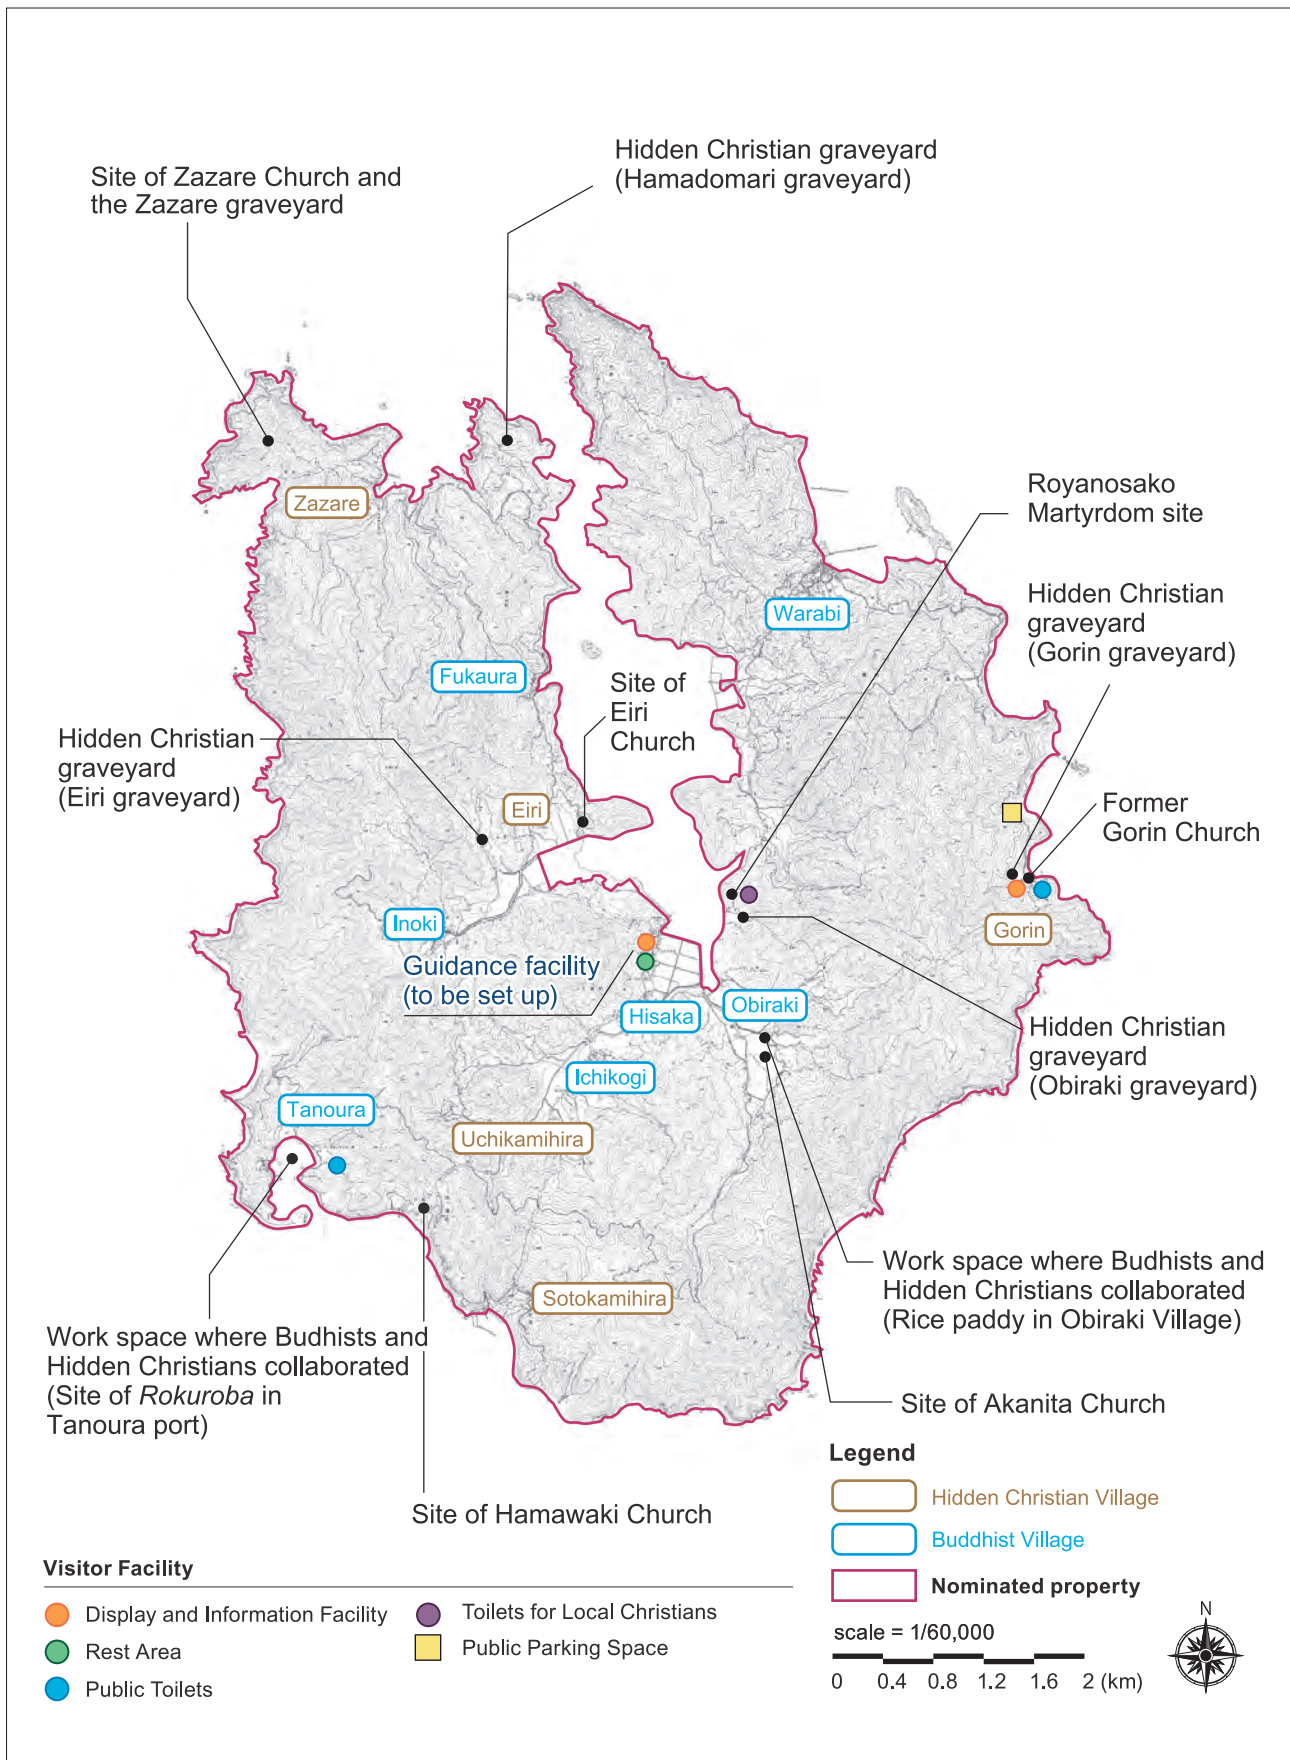 Hidden Christian graveyard
(Hamadomari graveyard)
Site of Zazare Church and
the Zazare graveyard
Zazare
Royanosako
Martyrdom site
Hidden Christian
graveyard
(Gorin graveyard)
Warabi
Fukaura
Site of
Eiri
Church
Hidden Christian
graveyard
(Eiri graveyard)
Eiri
Former
Gorin Church
Inoki
Gorin
Guidance facility
(to be set up)
Hisaka
Obiraki
Hidden Christian
graveyard
(Obiraki graveyard)
Ichikogi
Tanoura
Uchikamihira
Sotokamihira
Work space where Budhists and
Hidden Christians collaborated
(Rice paddy in Obiraki Village)
Work space where Budhists and
Hidden Christians collaborated
(Site of Rokuroba in
Tanoura port)
Site of Akanita Church
Site of Hamawaki Church
Legend
Hidden Christian Village
Buddhist Village
Nominated property
scale = 1/60,000
0 0.4 0.8 1.2 1.6 2 (km)
N
Visitor Facility
Display and Information Facility
Rest Area
Public Toilets
Toilets for Local Christians
Public Parking Space